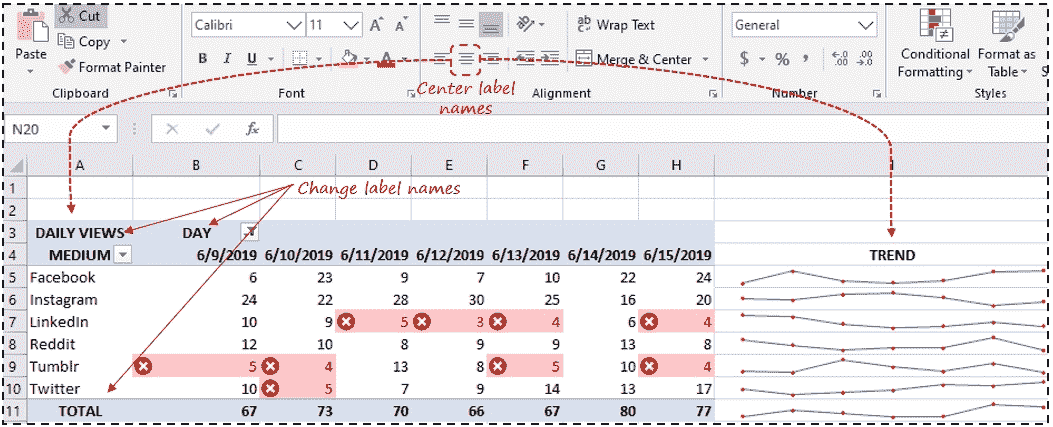 Cut
Calibri 11 A A
Wrap Text
General
Paste
Copy
Format Painter
B I U A
Merge & Center
$ % ,
Conditional Formatting
Format as Table
Clipboard
Font
Alignment
Number
Styles
Center label
names
N20 fx
A B C D E F G H I
1
Change label names
2
3 DAILY VIEWS DAY
4 MEDIUM 6/9/2019 6/10/2019 6/11/2019 6/12/2019 6/13/2019 6/14/2019 6/15/2019 TREND
5 Facebook 6 23 9 7 10 22 24
6 Instagram 24 22 28 30 25 16 20
7 LinkedIn 10 9 5 3 4 6 4
8 Reddit 12 10 8 9 9 13 8
9 Tumblr 5 4 13 8 5 10 4
10 Twitter 10 5 7 9 14 13 17
11 TOTAL 67 73 70 66 67 80 77